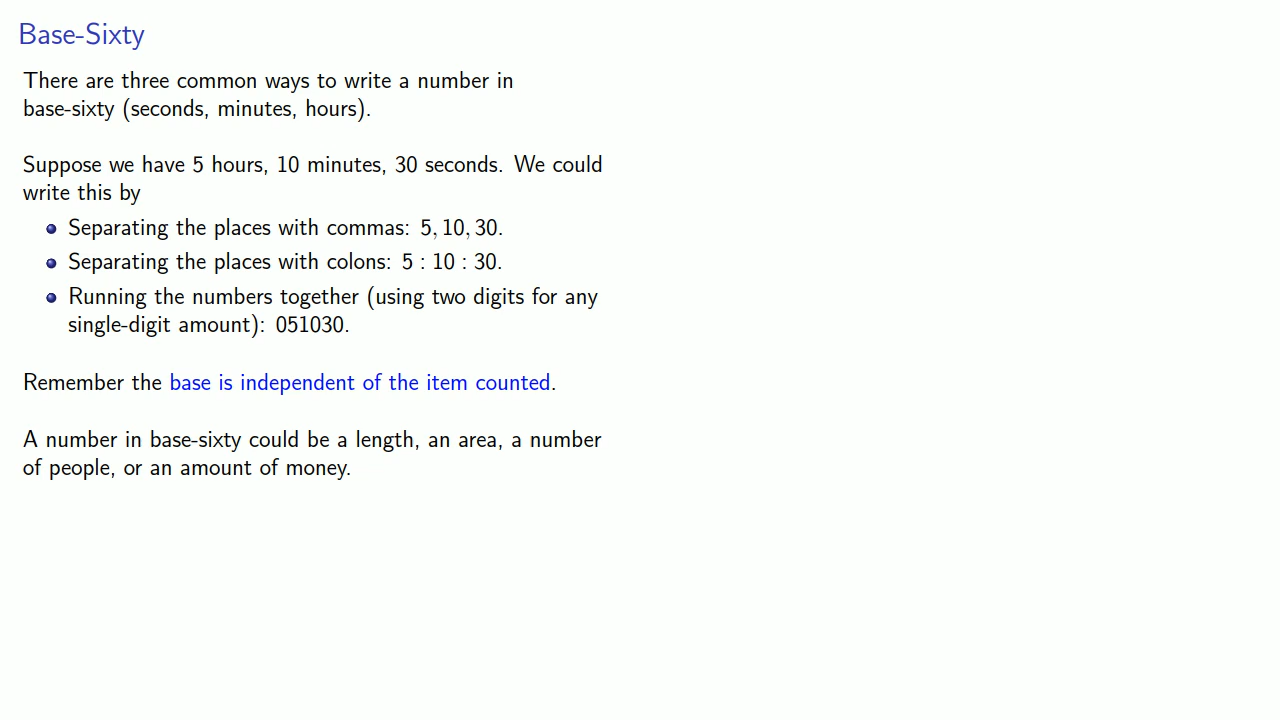 Base-Sixty
There are three common ways to write a number in
base-sixty (seconds, minutes, hours).
Suppose we have 5 hours, 10 minutes, 30 seconds. We could
write this by
Separating the places with commas: 5, 10, 30.
Separating the places with colons: 5 : 10 : 30.
Running the numbers together (using two digits for any
single-digit amount): 051030.
Remember the base is independent of the item counted.
A number in base-sixty could be a length, an area, a number
of people, or an amount of money.